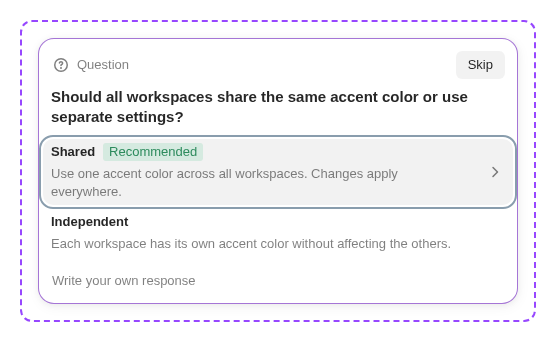 Question
Skip
Should all workspaces share the same accent color or use
separate settings?
Shared Recommended
Use one accent color across all workspaces. Changes apply
everywhere.
Independent
Each workspace has its own accent color without affecting the others.
Write your own response